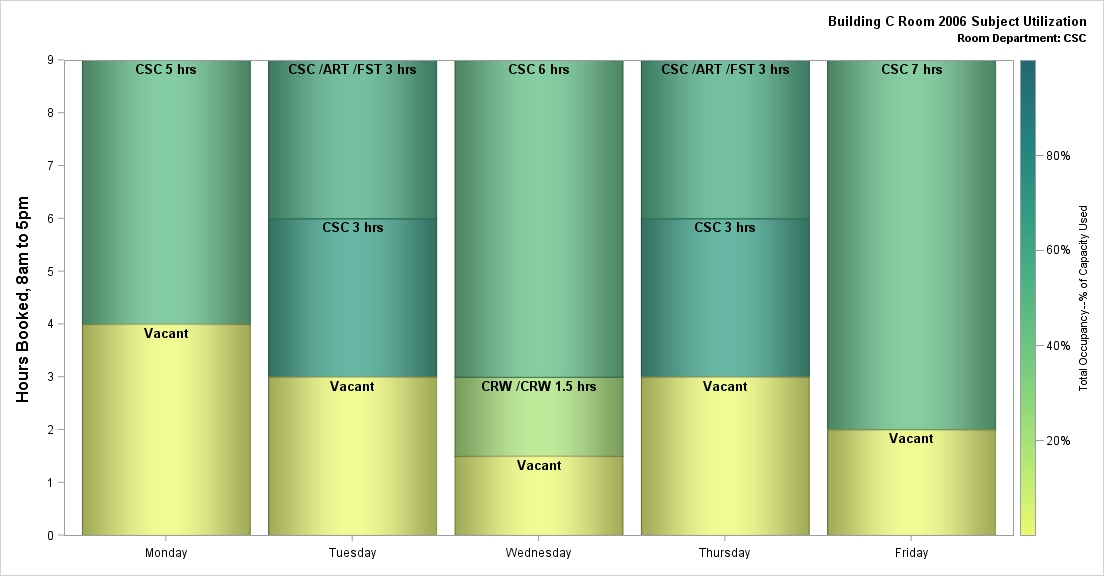 Building C Room 2006 Subject Utilization
Room Department: CSC
Hours Booked, 8am to 5pm
9
8
7
6
5
4
3
2
1
0
CSC 5 hrs
Vacant
CSC /ART /FST 3 hrs
CSC 3 hrs
Vacant
CSC 6 hrs
CRW /CRW 1.5 hrs
Vacant
CSC /ART /FST 3 hrs
CSC 3 hrs
Vacant
CSC 7 hrs
Vacant
Monday
Tuesday
Wednesday
Thursday
Friday
80%
60%
40%
20%
Total Occupancy--% of Capacity Used